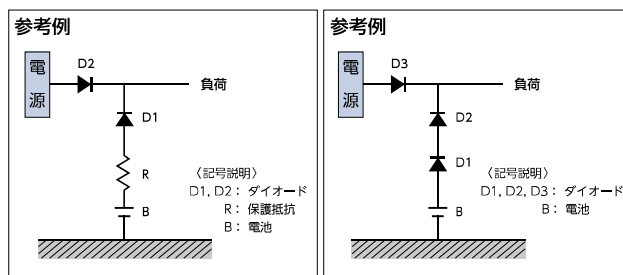 参考例
電源
D2
負荷
D1
R
B
〈記号説明〉
D1, D2： ダイオード
R： 保護抵抗
B： 電池
参考例
電源
D3
負荷
D2
D1
B
〈記号説明〉
D1, D2, D3： ダイオード
B： 電池